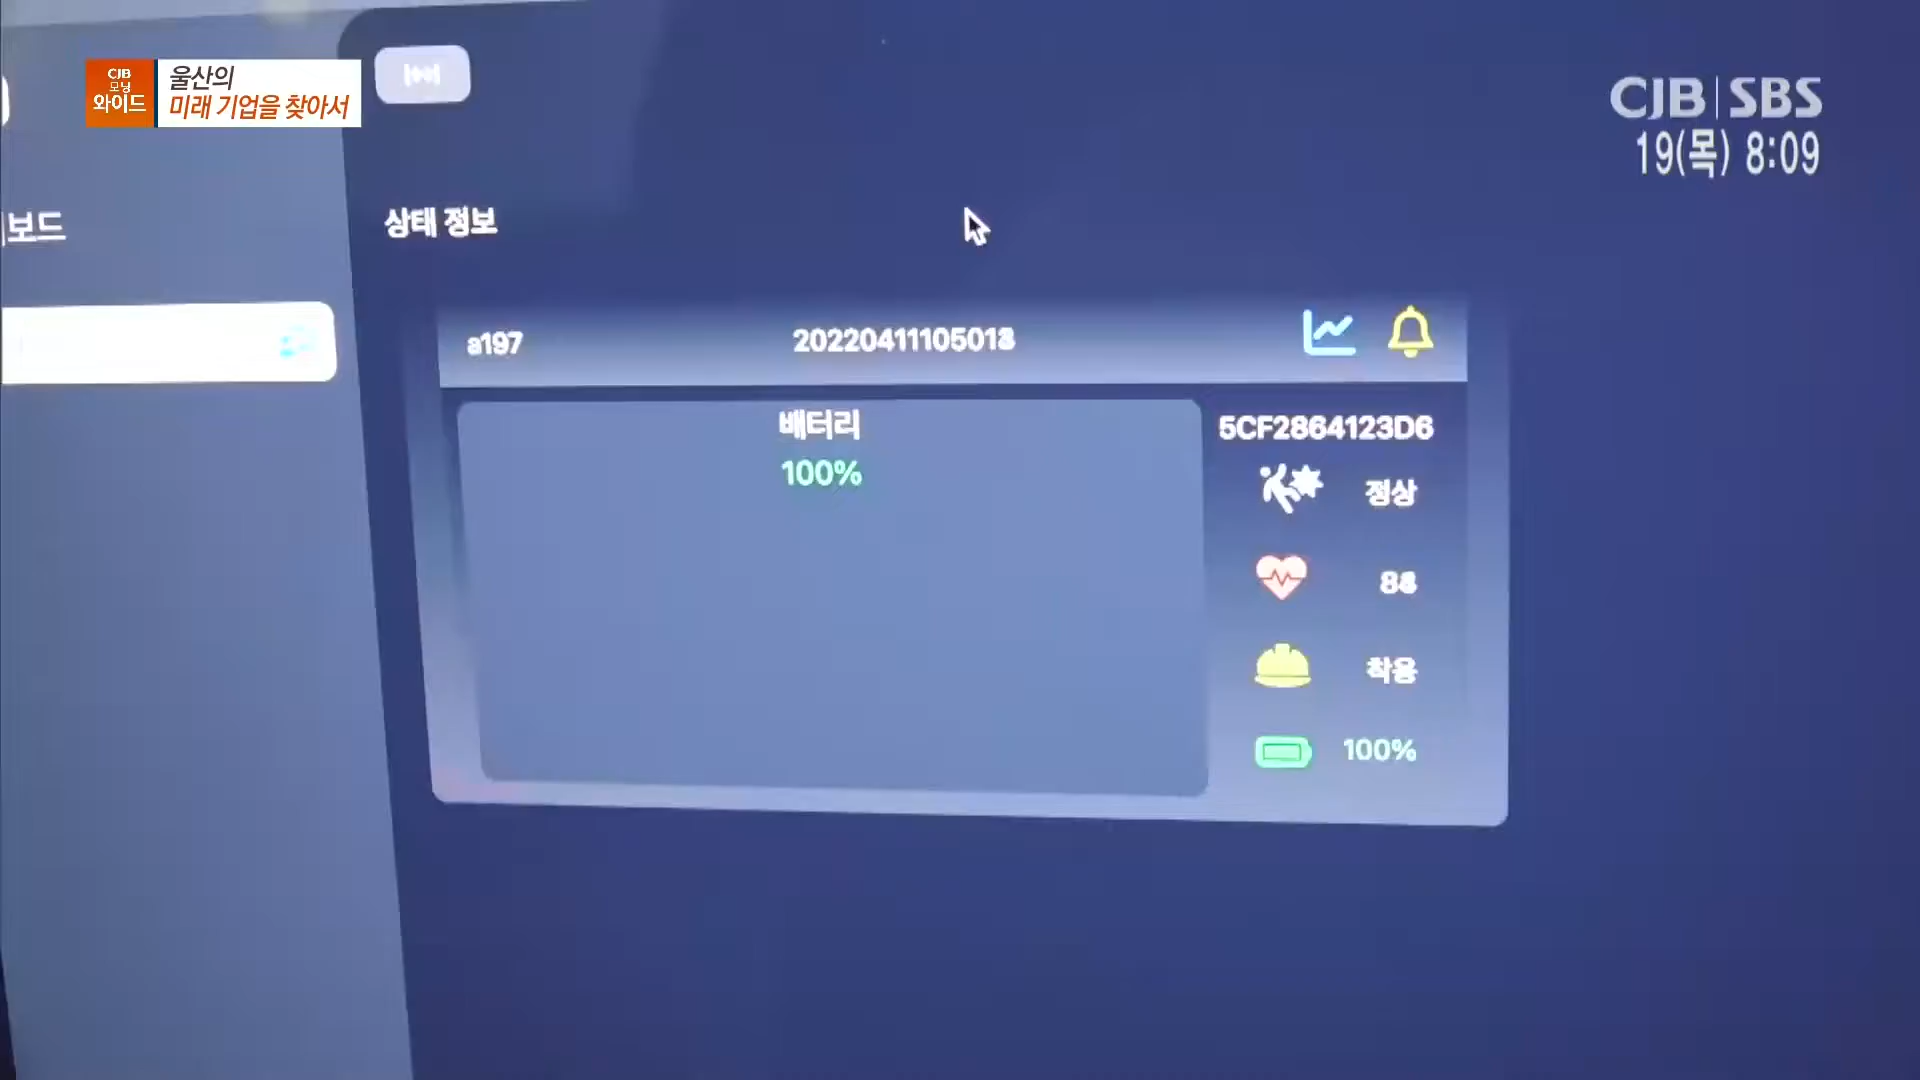 CJB
모닝
와이드
울산의
미래 기업을 찾아서
CJB SBS
19(목) 8:09
보드
상태 정보
a197
20220411105018
배터리
100%
5CF2864123D6
정상
88
착용
100%